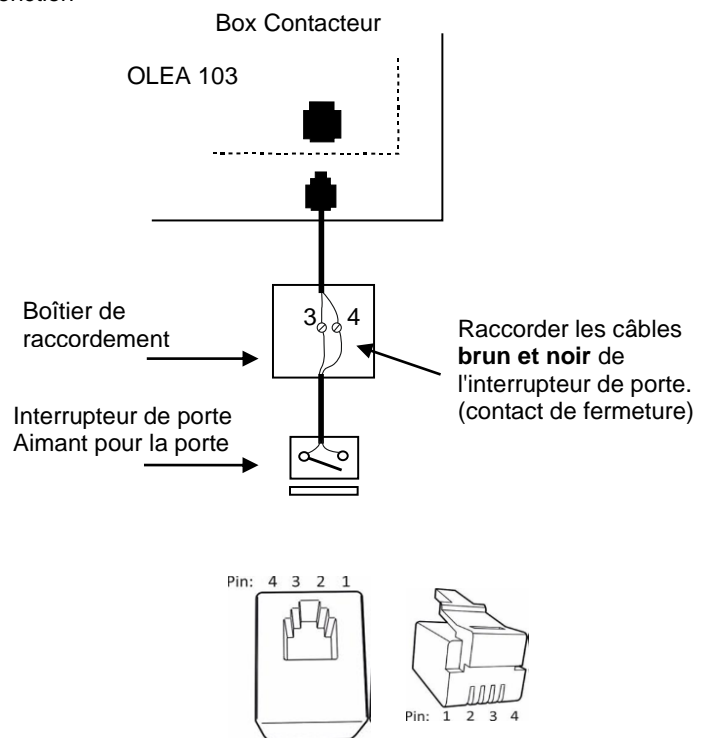 Box Contacteur
OLEA 103
3 4
Boîtier de
raccordement
Raccorder les câbles
brun et noir de
l'interrupteur de porte.
(contact de fermeture)
Interrupteur de porte
Aimant pour la porte
Pin: 4 3 2 1
Pin: 1 2 3 4